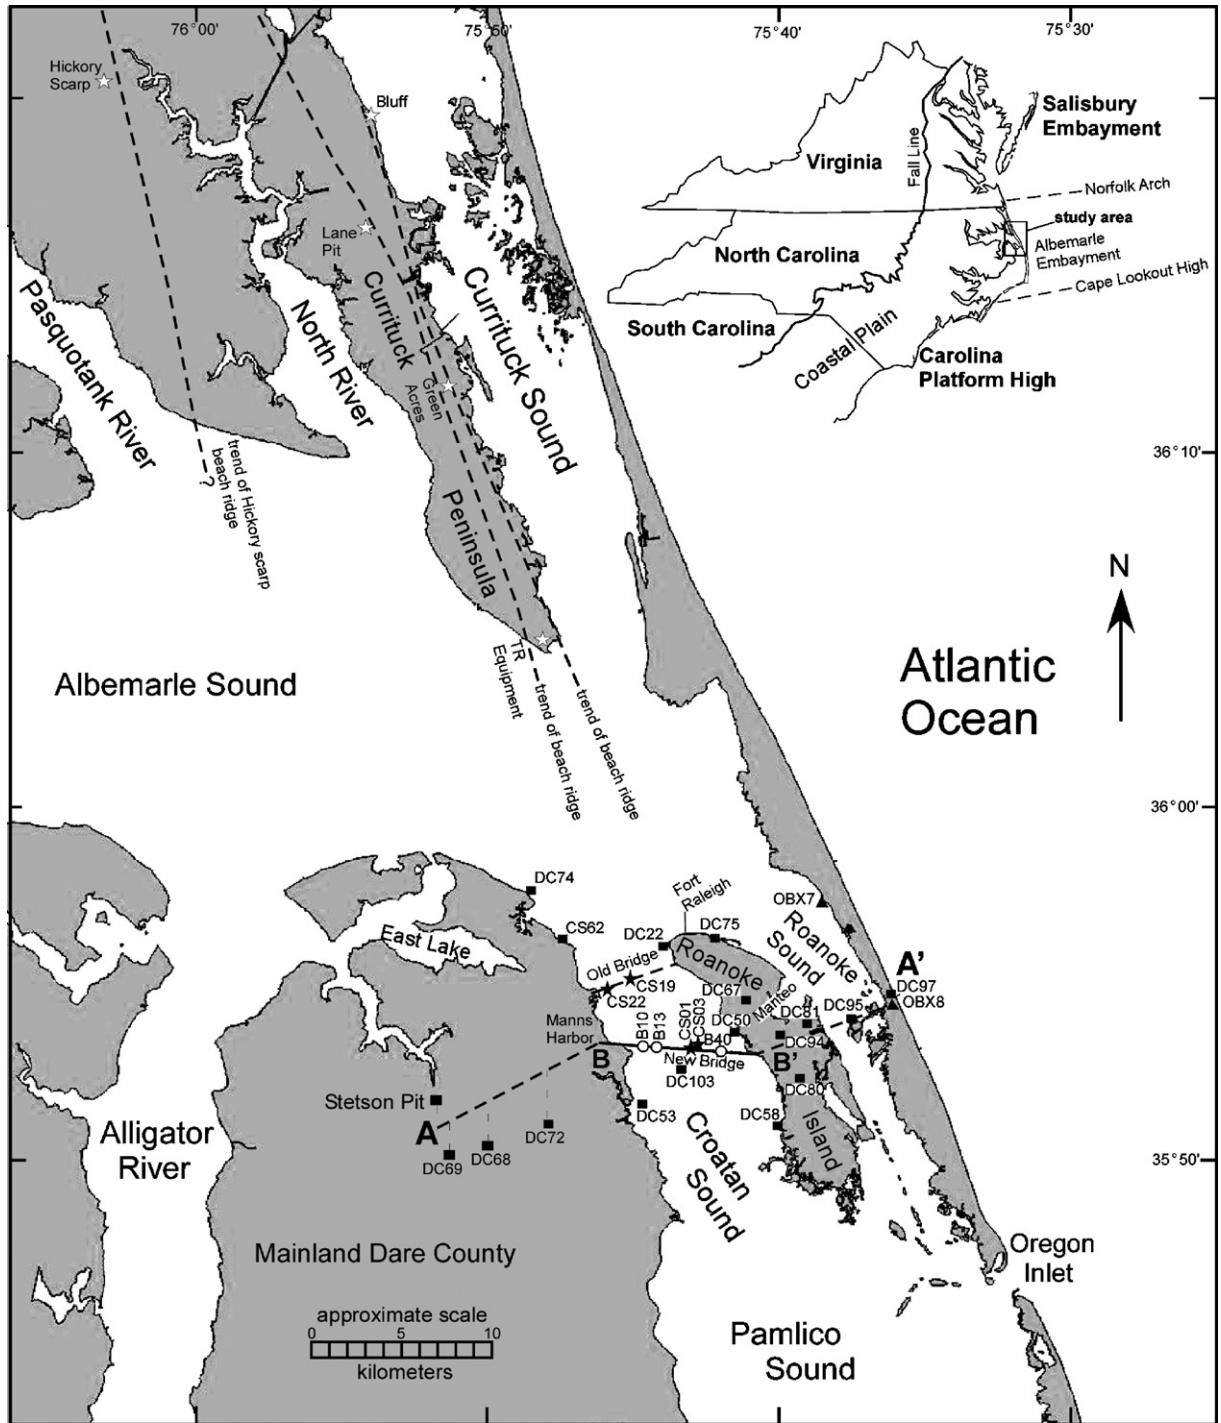 76°00'
75°50'
75°40'
75°30'
Hickory
Scarp
Bluff
Lane
Pit
Currituck
Peninsula
Green
Acres
Pasquotank River
North River
Currituck Sound
trend of Hickory scarp
beach ridge
?
TR
Equipment
trend of beach ridge
trend of beach ridge
Albemarle Sound
Virginia
Fall Line
Salisbury
Embayment
Norfolk Arch
study area
North Carolina
Albemarle
Embayment
Cape Lookout High
South Carolina
Coastal Plain
Carolina
Platform High
36°10'
N
Atlantic
Ocean
36°00'
DC74
CS62
East Lake
Fort
Raleigh
DC22
DC75
OBX7
Roanoke
Sound
Old Bridge
Roanoke
Island
A'
DC97
OBX8
CS19
CS22
DC67
Manteo
DC81
DC95
Manns
Harbor
B10
B13
CS01
CS03
DC50
B40
DC94
B
New Bridge
B'
DC103
DC80
Stetson Pit
A
DC53
DC58
DC72
DC68
DC69
Alligator
River
Croatan
Sound
35°50'
Mainland Dare County
Oregon
Inlet
approximate scale
0 5 10
kilometers
Pamlico
Sound